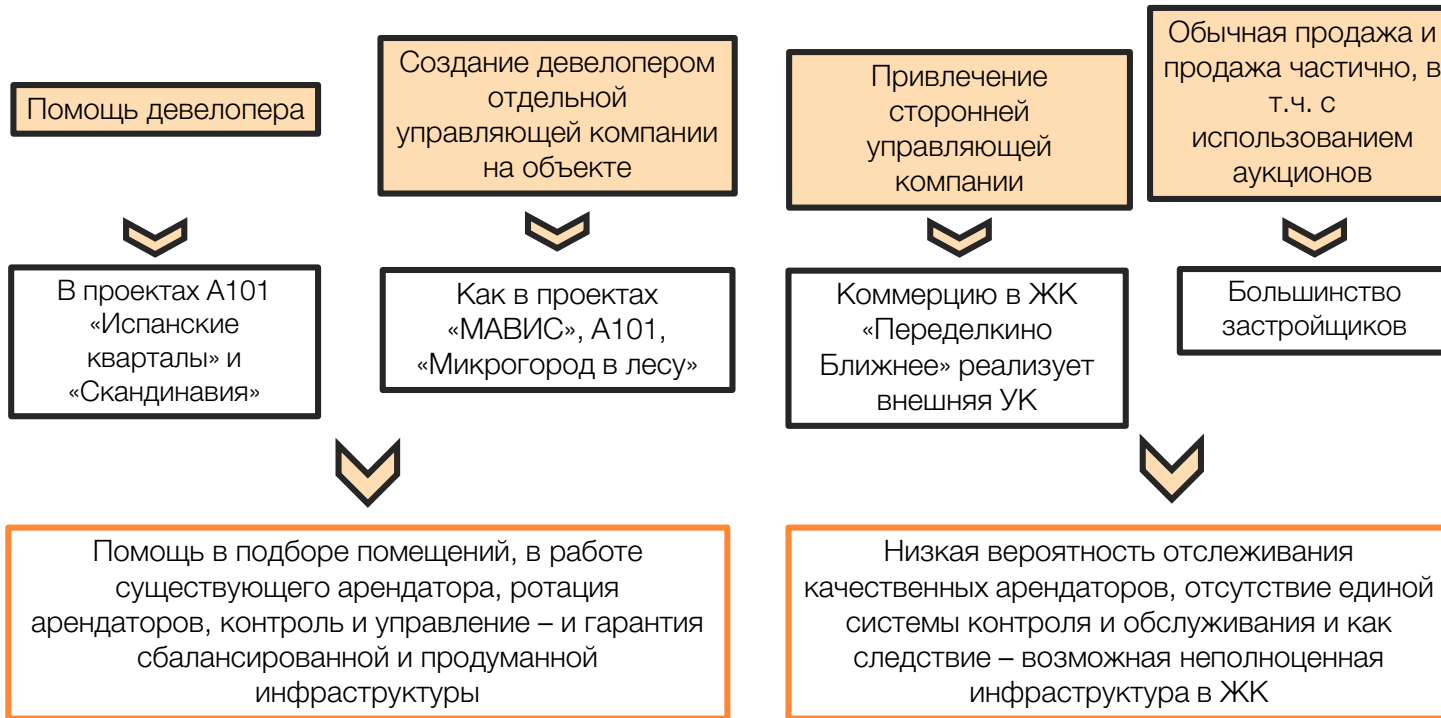 Помощь девелопера
Создание девелопером
отдельной
управляющей компании
на объекте
Привлечение
сторонней
управляющей
компании
Обычная продажа и
продажа частично, в
т.ч. с
использованием
аукционов
В проектах А101
«Испанские
кварталы» и
«Скандинавия»
Как в проектах
«МАВИС», А101,
«Микрогород в лесу»
Коммерцию в ЖК
«Переделкино
Ближнее» реализует
внешняя УК
Большинство
застройщиков
Помощь в подборе помещений, в работе
существующего арендатора, ротация
арендаторов, контроль и управление – и гарантия
сбалансированной и продуманной
инфраструктуры
Низкая вероятность отслеживания
качественных арендаторов, отсутствие единой
системы контроля и обслуживания и как
следствие – возможная неполноценная
инфраструктура в ЖК